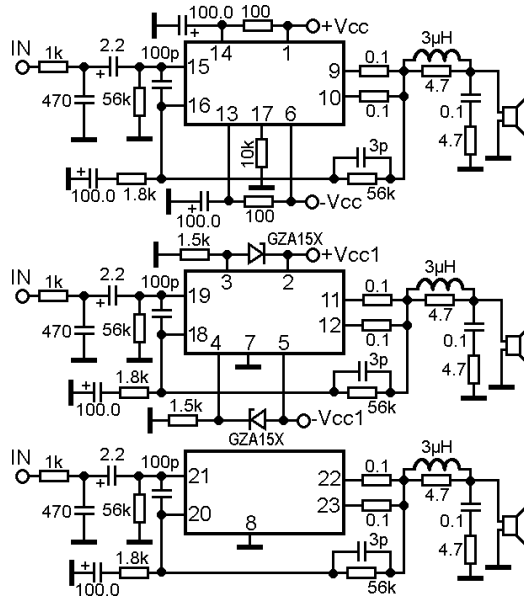 100.0 100 +Vcc
IN 1k 2.2 100p 14 1 3µH
15 9 0.1
16 10 0.1 4.7 0.1
470 56k 13 17 6 4.7
10k 3p
100.0 1.8k 56k
100.0 100 -Vcc
1.5k GZA15X +Vcc1
IN 1k 2.2 100p 3 2 3µH
19 11 0.1
18 12 0.1 4.7 0.1
470 56k 4 7 5 4.7
3p
100.0 1.8k 56k
1.5k -Vcc1
GZA15X
IN 1k 2.2 100p 3µH
21 22 0.1
20 23 0.1 4.7 0.1
470 56k 8 4.7
3p
100.0 1.8k 56k